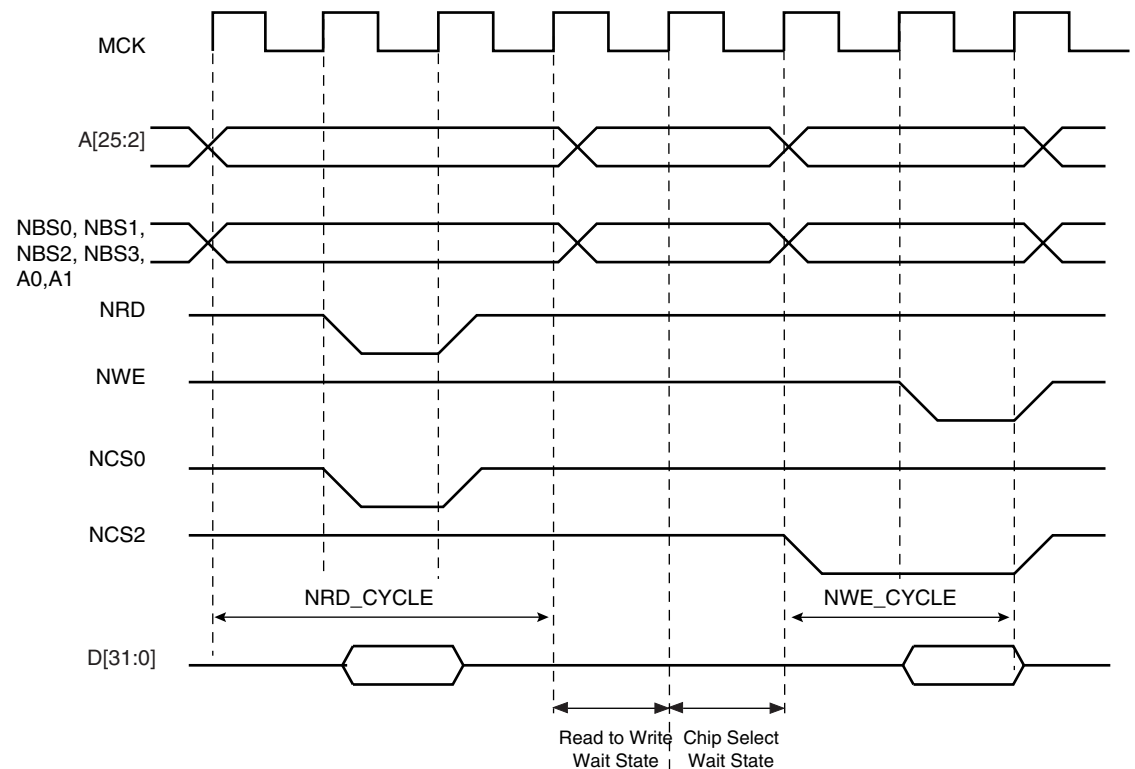 MCK
A[25:2]
NBS0, NBS1,
NBS2, NBS3,
A0,A1
NRD
NWE
NCS0
NCS2
NRD_CYCLE
NWE_CYCLE
D[31:0]
Read to Write
Wait State
Chip Select
Wait State